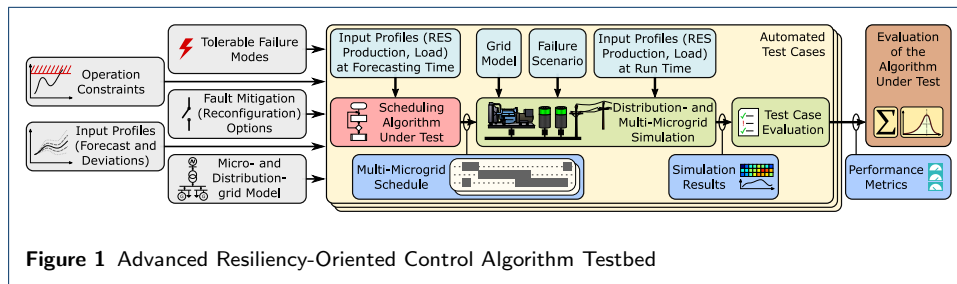 Tolerable Failure
Modes
Operation
Constraints
Fault Mitigation
(Reconfiguration)
Options
Input Profiles
(Forecast and
Deviations)
Micro- and
Distribution-
grid Model
Input Profiles (RES
Production, Load)
at Forecasting Time
Grid
Model
Failure
Scenario
Input Profiles (RES
Production, Load)
at Run Time
Automated
Test Cases
Scheduling
Algorithm
Under Test
Distribution- and
Multi-Microgrid
Simulation
Test Case
Evaluation
Multi-Microgrid
Schedule
Simulation
Results
Evaluation
of the
Algorithm
Under Test
Σ
Performance
Metrics
Figure 1 Advanced Resiliency-Oriented Control Algorithm Testbed